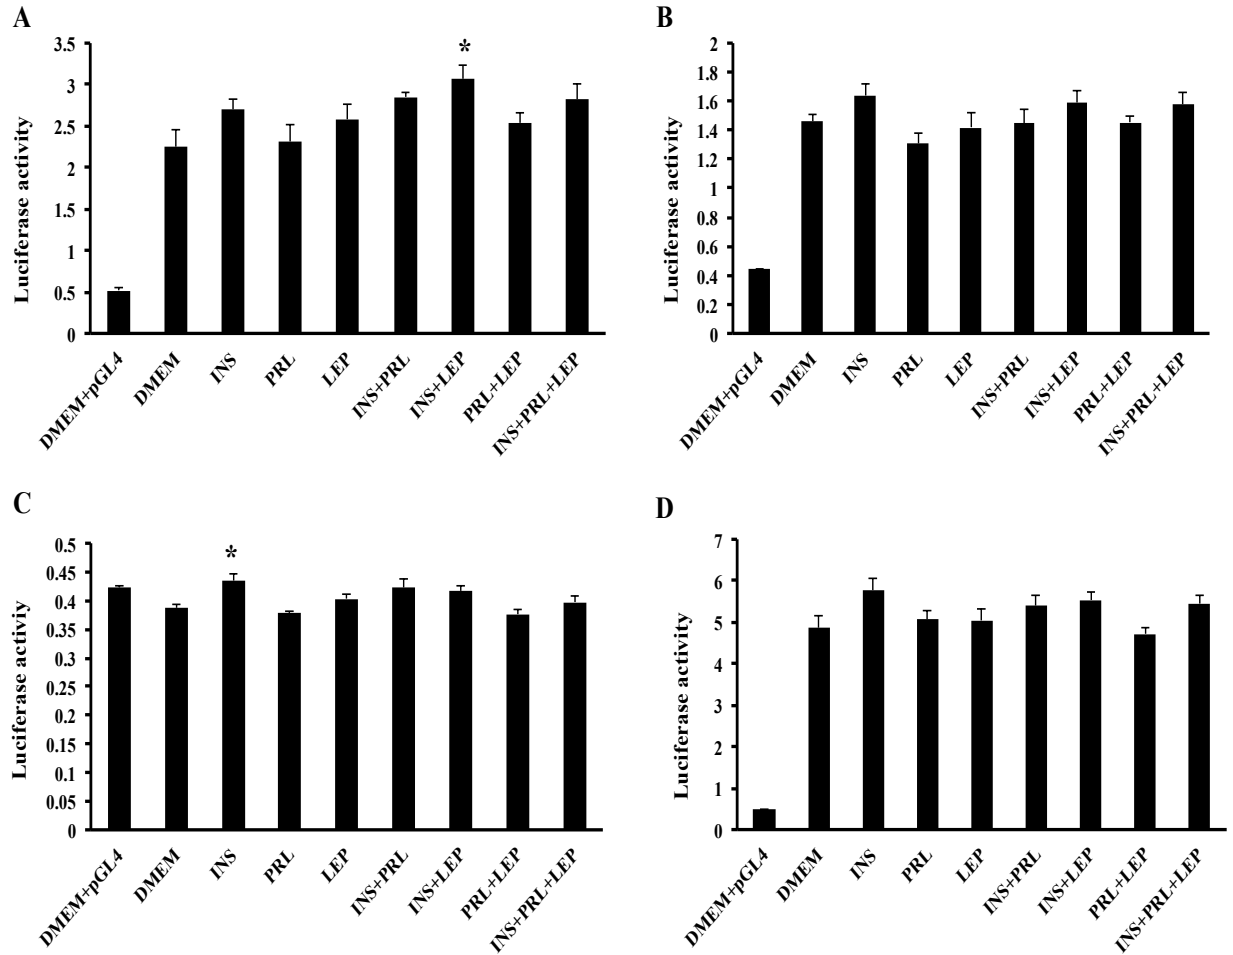 A
Luciferase activity
3.5
3
2.5
2
1.5
1
0.5
0
*
DMEM+pGL4
DMEM
INS
PRL
LEP
INS+PRL
INS+LEP
PRL+LEP
INS+PRL+LEP
B
Luciferase activity
2
1.8
1.6
1.4
1.2
1
0.8
0.6
0.4
0.2
0
DMEM+pGL4
DMEM
INS
PRL
LEP
INS+PRL
INS+LEP
PRL+LEP
INS+PRL+LEP
C
Luciferase activiy
0.5
0.45
0.4
0.35
0.3
0.25
0.2
0.15
0.1
0.05
0
*
DMEM+pGL4
DMEM
INS
PRL
LEP
INS+PRL
INS+LEP
PRL+LEP
INS+PRL+LEP
D
Luciferase activity
7
6
5
4
3
2
1
0
DMEM+pGL4
DMEM
INS
PRL
LEP
INS+PRL
INS+LEP
PRL+LEP
INS+PRL+LEP